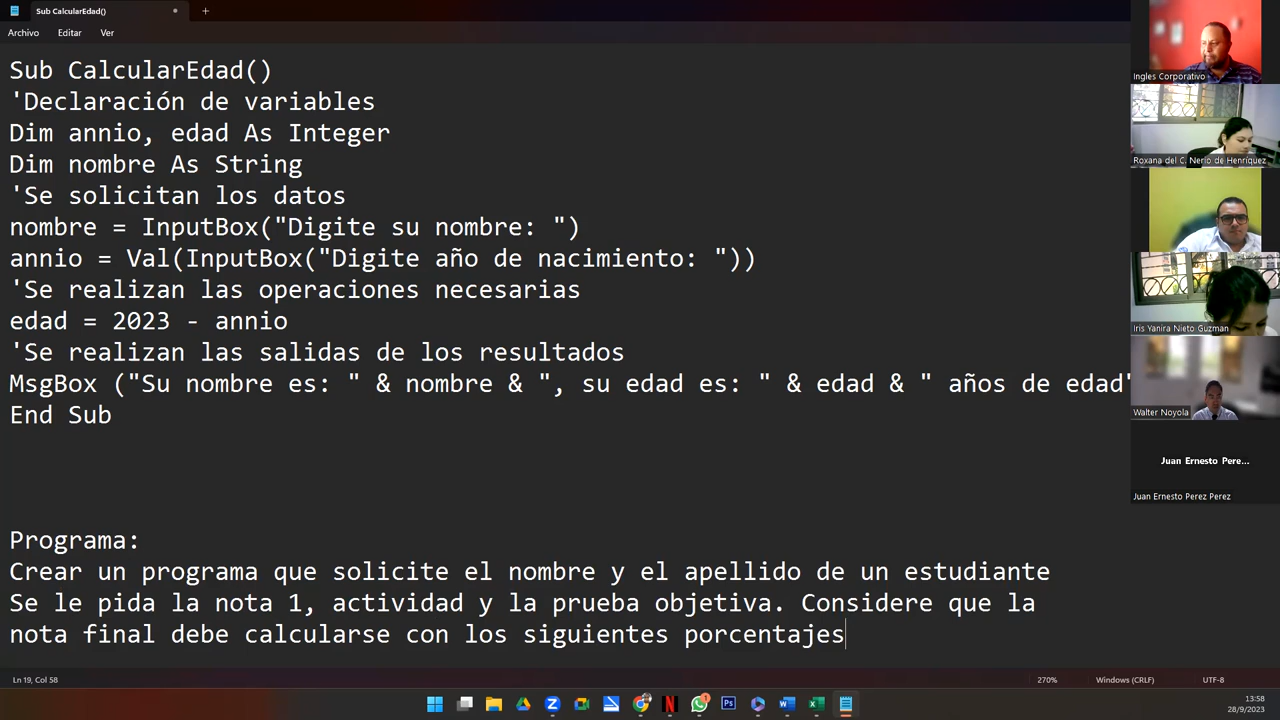 Sub CalcularEdad()
Archivo Editar Ver
Sub CalcularEdad()
'Declaración de variables
Dim annio, edad As Integer
Dim nombre As String
'Se solicitan los datos
nombre = InputBox("Digite su nombre: ")
annio = Val(InputBox("Digite año de nacimiento: "))
'Se realizan las operaciones necesarias
edad = 2023 - annio
'Se realizan las salidas de los resultados
MsgBox ("Su nombre es: " & nombre & ", su edad es: " & edad & " años de edad"
End Sub
Programa:
Crear un programa que solicite el nombre y el apellido de un estudiante
Se le pida la nota 1, actividad y la prueba objetiva. Considere que la
nota final debe calcularse con los siguientes porcentajes
Ln 19, Col 58
270%
Windows (CRLF)
UTF-8
Ingles Corporativo
Roxana del C. Nerio de Henríquez
Iris Yanira Nieto Guzman
Walter Noyola
Juan Ernesto Pere...
Juan Ernesto Perez Perez
1
13:58
28/9/2023